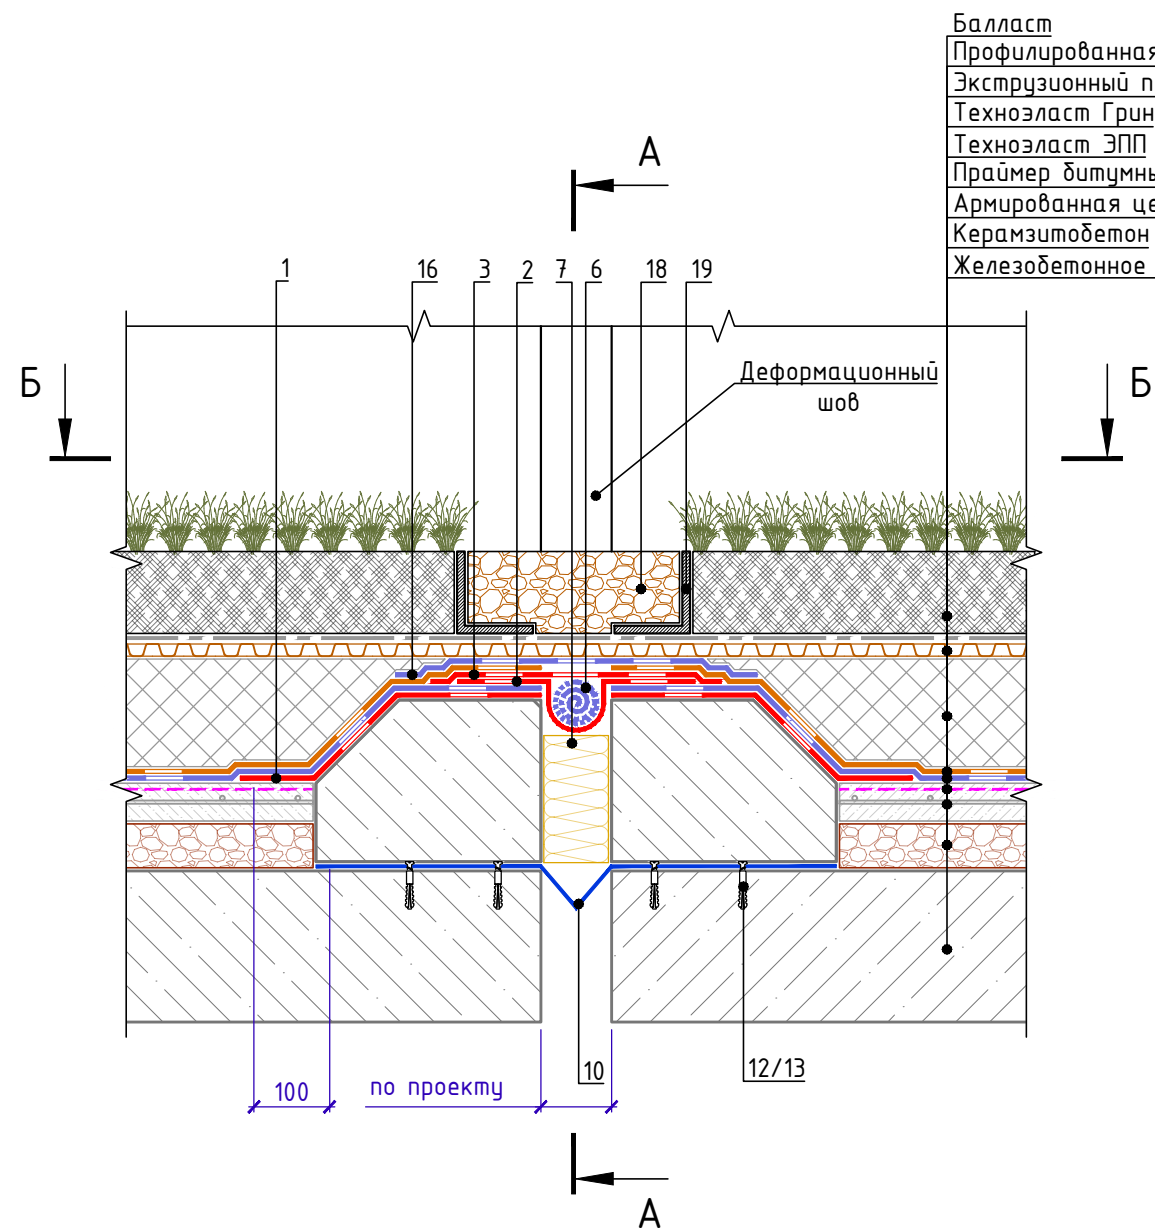 Балласт
Профилированная
Экструзионный п
Техноэласт Грин
Техноэласт ЭПП
Праймер битумны
Армированная це
Керамзитобетон
Железобетонное
А
1 16 3 2 7 6 18 19
Деформационный
шов
Б Б
10 12/13
100 по проекту
А